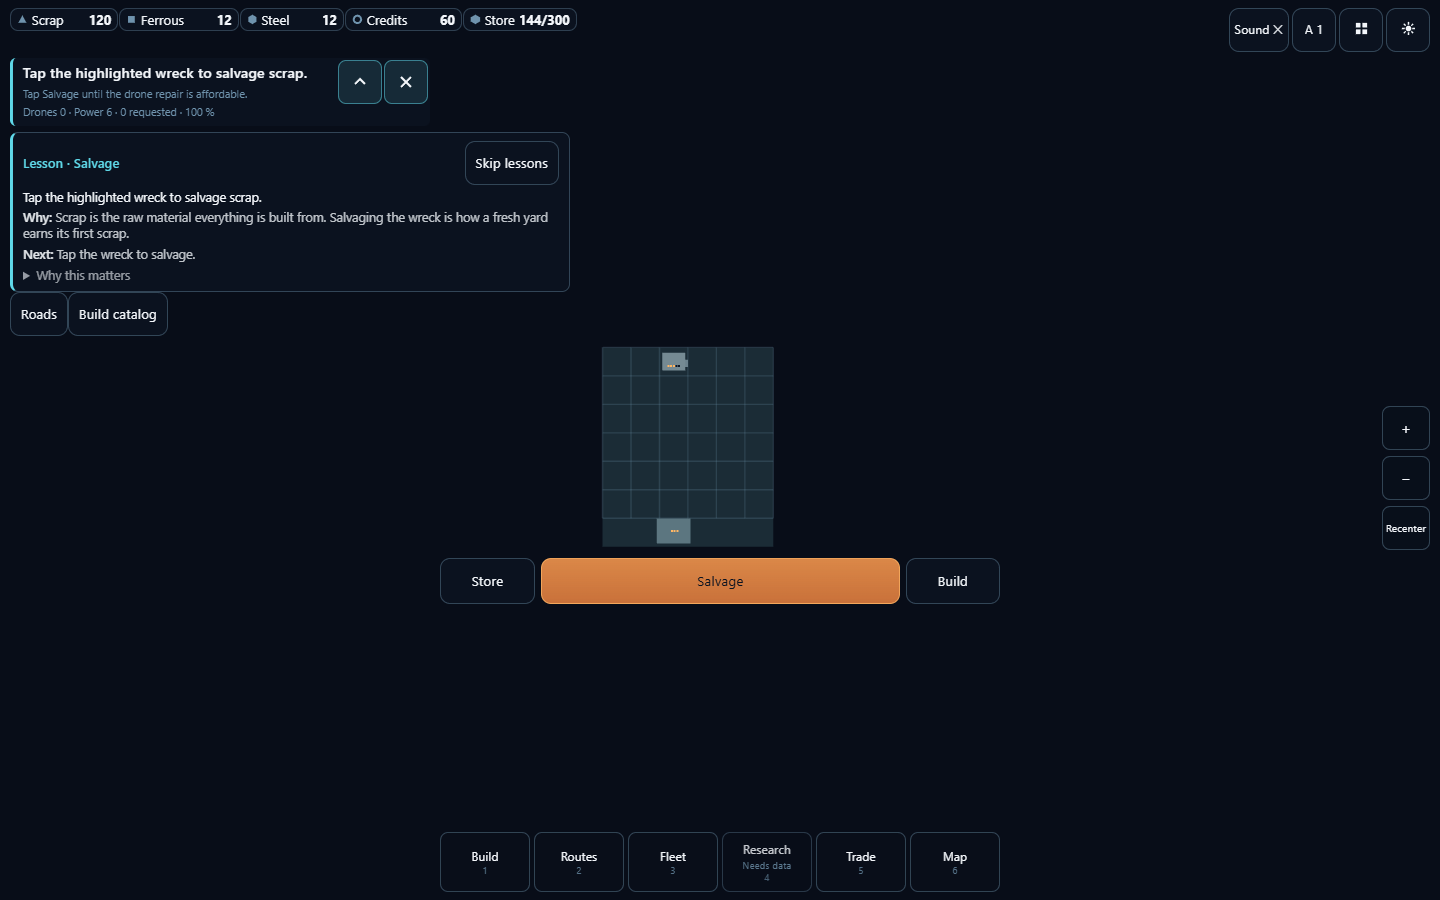 Scrap 120 Ferrous 12 Steel 12 Credits 60 Store 144/300
Sound A 1
Tap the highlighted wreck to salvage scrap.
Tap Salvage until the drone repair is affordable.
Drones 0 · Power 6 · 0 requested · 100 %
Lesson · Salvage
Skip lessons
Tap the highlighted wreck to salvage scrap.
Why: Scrap is the raw material everything is built from. Salvaging the wreck is how a fresh yard
earns its first scrap.
Next: Tap the wreck to salvage.
Why this matters
Roads Build catalog
+
−
Recenter
Store Salvage Build
Build Routes Fleet Research Trade Map
Needs data
1 2 3 4 5 6